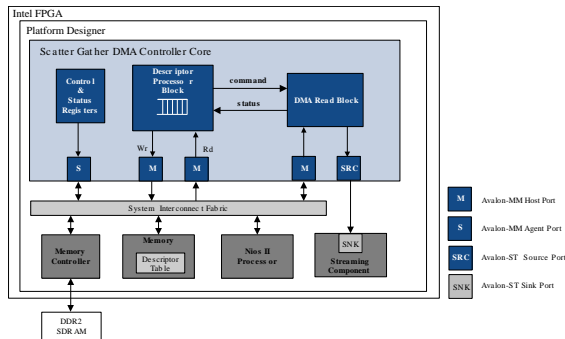 Intel FPGA
Platform Designer
Scatter Gather DMA Controller Core
Control
&
Status
Registers
Descriptor
Processo r
Block
command
status
DMA Read Block
Wr
Rd
S
M
M
M
SRC
System Interconnect Fabric
Memory
Controller
Memory
Descriptor
Table
Nios II
Processor
SNK
Streaming
Component
DDR2
SDRAM
M Avalon-MM Host Port
S Avalon-MM Agent Port
SRC Avalon-ST Source Port
SNK Avalon-ST Sink Port